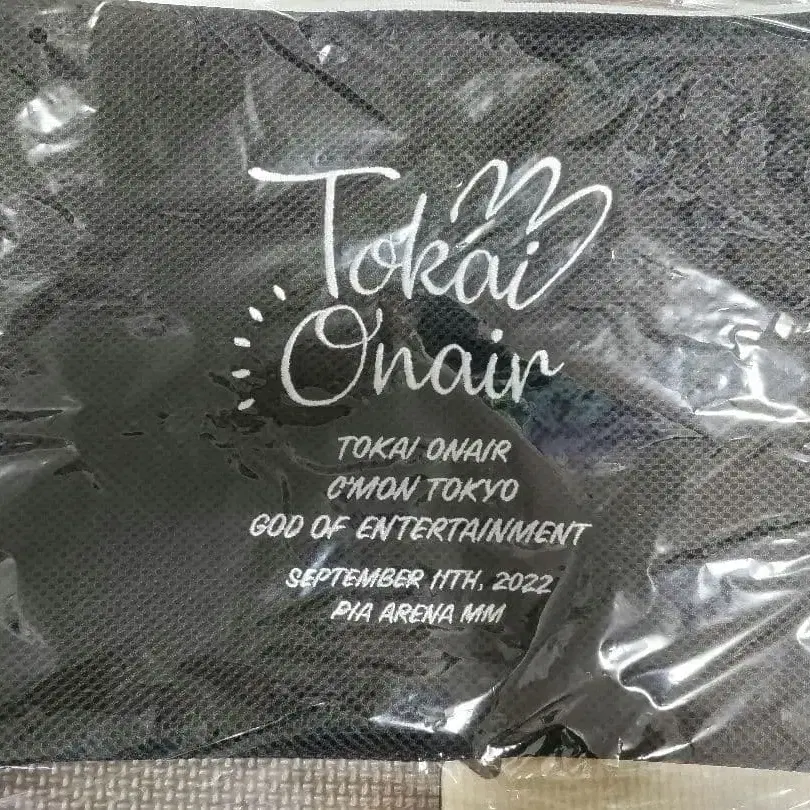 Tokai
Onair
TOKAI ONAIR
C'MON TOKYO
GOD OF ENTERTAINMENT
SEPTEMBER 11TH, 2022
PIA ARENA MM